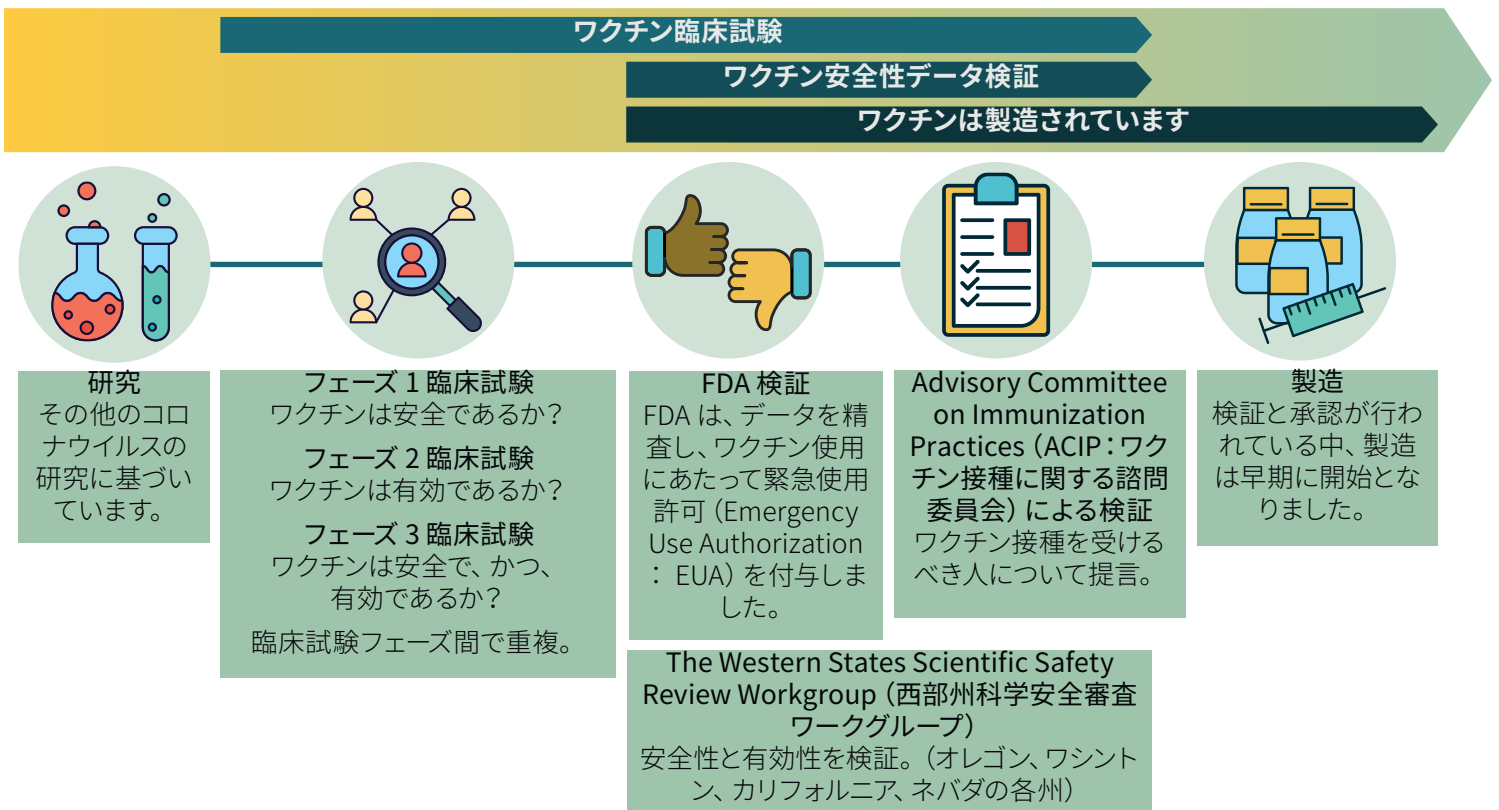 ワクチン臨床試験
ワクチン安全性データ検証
ワクチンは製造されています
研究
その他のコロ
ナウイルスの
研究に基づい
ています。
フェーズ 1 臨床試験
ワクチンは安全であるか？
フェーズ 2 臨床試験
ワクチンは有効であるか？
フェーズ 3 臨床試験
ワクチンは安全で、かつ、
有効であるか？
臨床試験フェーズ間で重複。
FDA 検証
FDA は、データを精
査し、ワクチン使用
にあたって緊急使用
許可（Emergency
Use Authorization
： EUA）を付与しま
した。
Advisory Committee
on Immunization
Practices（ACIP：ワク
チン接種に関する諮問
委員会）による検証
ワクチン接種を受ける
べき人について提言。
製造
検証と承認が行わ
れている中、製造
は早期に開始とな
りました。
The Western States Scientific Safety
Review Workgroup（西部州科学安全審査
ワークグループ）
安全性と有効性を検証。（オレゴン、ワシント
ン、カリフォルニア、ネバダの各州）